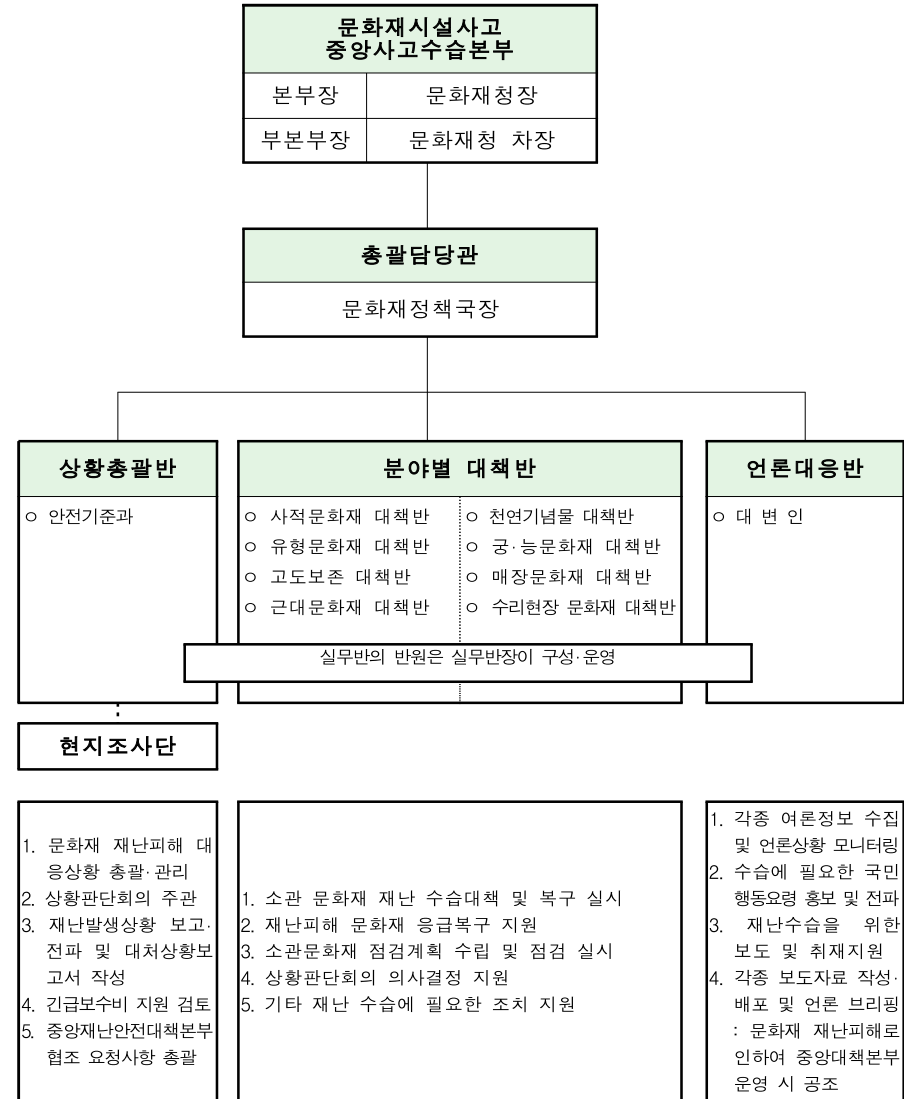 문화재시설사고
중앙사고수습본부
본부장 문화재청장
부본부장 문화재청 차장
총괄담당관
문화재정책국장
상황총괄반
ㅇ 안전기준과
분야별 대책반
ㅇ 사적문화재 대책반
ㅇ 유형문화재 대책반
ㅇ 고도보존 대책반
ㅇ 근대문화재 대책반
ㅇ 천연기념물 대책반
ㅇ 궁·능문화재 대책반
ㅇ 매장문화재 대책반
ㅇ 수리현장 문화재 대책반
언론대응반
ㅇ 대 변 인
실무반의 반원은 실무반장이 구성·운영
현지조사단
1. 문화재 재난피해 대
응상황 총괄·관리
2. 상황판단회의 주관
3. 재난발생상황 보고·
전파 및 대처상황보
고서 작성
4. 긴급보수비 지원 검토
5. 중앙재난안전대책본부
협조 요청사항 총괄
1. 소관 문화재 재난 수습대책 및 복구 실시
2. 재난피해 문화재 응급복구 지원
3. 소관문화재 점검계획 수립 및 점검 실시
4. 상황판단회의 의사결정 지원
5. 기타 재난 수습에 필요한 조치 지원
1. 각종 여론정보 수집
및 언론상황 모니터링
2. 수습에 필요한 국민
행동요령 홍보 및 전파
3. 재난수습을 위한
보도 및 취재지원
4. 각종 보도자료 작성·
배포 및 언론 브리핑
: 문화재 재난피해로
인하여 중앙대책본부
운영 시 공조